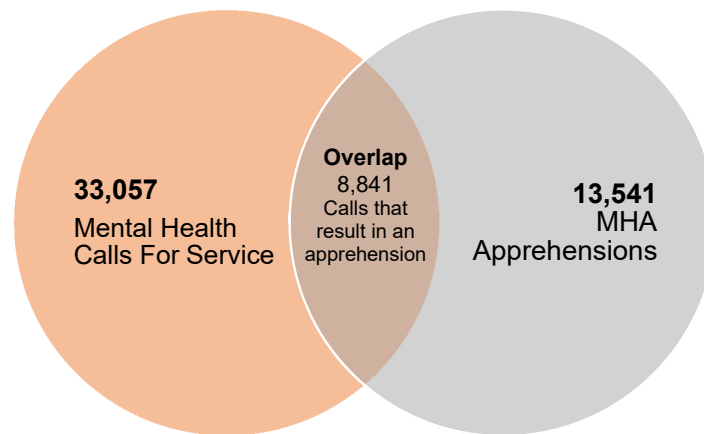 33,057
Mental Health
Calls For Service
Overlap
8,841
Calls that
result in an
apprehension
13,541
MHA
Apprehensions